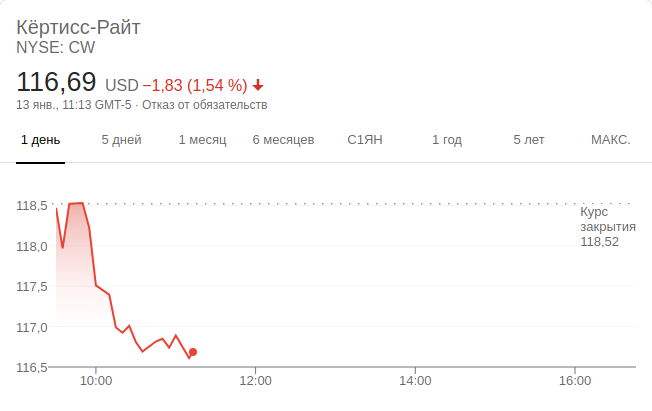 Кёртисс-Райт
NYSE: CW
116,69 USD −1,83 (1,54 %)
13 янв., 11:13 GMT-5 · Отказ от обязательств
1 день 5 дней 1 месяц 6 месяцев С1ЯН 1 год 5 лет МАКС.
118,5
Курс
закрытия
118,52
118,0
117,5
117,0
116,5
10:00 12:00 14:00 16:00